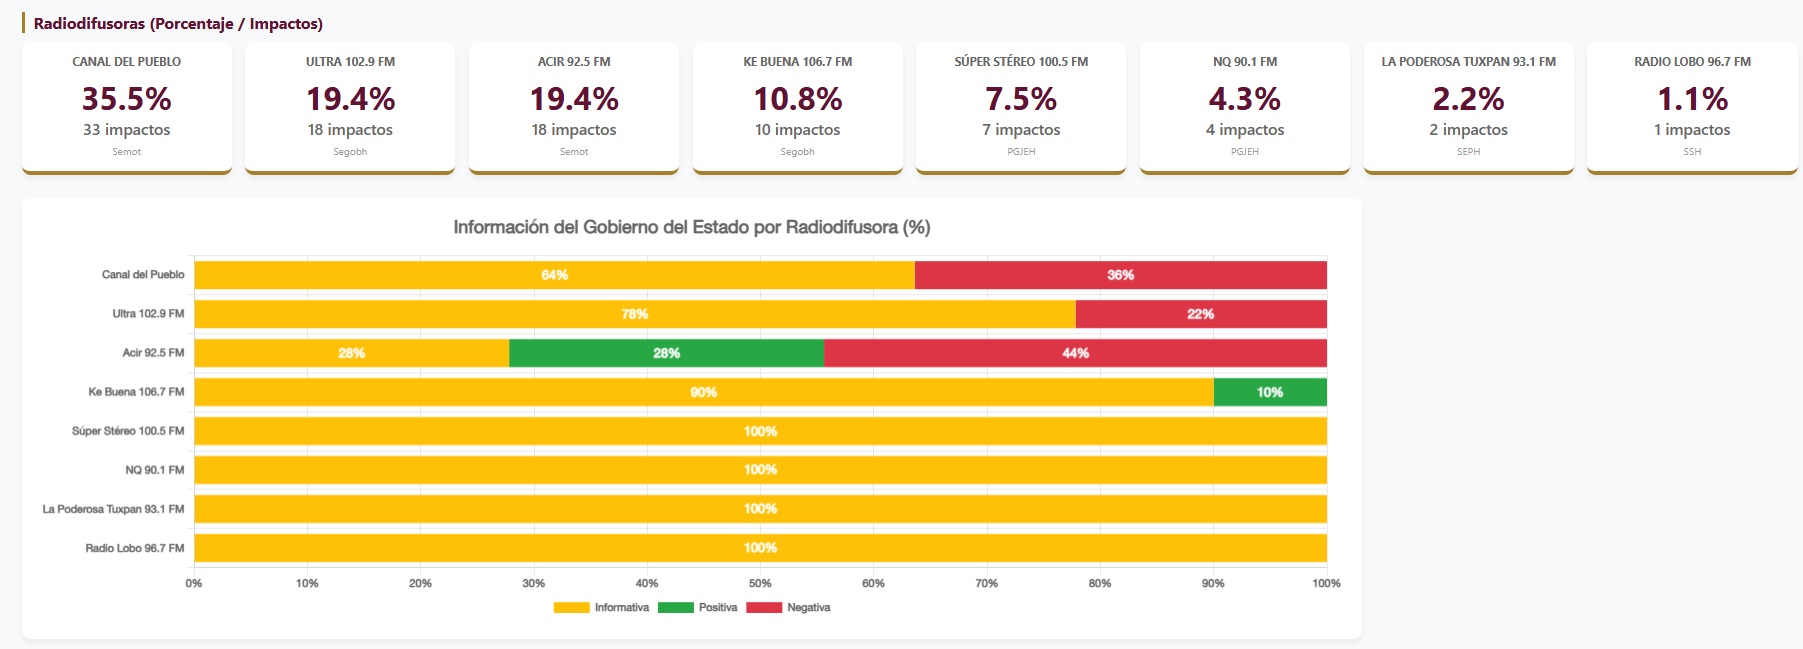 Radiodifusoras (Porcentaje / Impactos)
CANAL DEL PUEBLO
35.5%
33 impactos
Semot
ULTRA 102.9 FM
19.4%
18 impactos
Segobh
ACIR 92.5 FM
19.4%
18 impactos
Semot
KE BUENA 106.7 FM
10.8%
10 impactos
Segobh
SÚPER STÉREO 100.5 FM
7.5%
7 impactos
PGJEH
NQ 90.1 FM
4.3%
4 impactos
PGJEH
LA PODEROSA TUXPAN 93.1 FM
2.2%
2 impactos
SEPH
RADIO LOBO 96.7 FM
1.1%
1 impactos
SSH
Información del Gobierno del Estado por Radiodifusora (%)
Canal del Pueblo 64% 36%
Ultra 102.9 FM 78% 22%
Acir 92.5 FM 28% 28% 44%
Ke Buena 106.7 FM 90% 10%
Súper Stéreo 100.5 FM 100%
NQ 90.1 FM 100%
La Poderosa Tuxpan 93.1 FM 100%
Radio Lobo 96.7 FM 100%
0% 10% 20% 30% 40% 50% 60% 70% 80% 90% 100%
Informativa Positiva Negativa